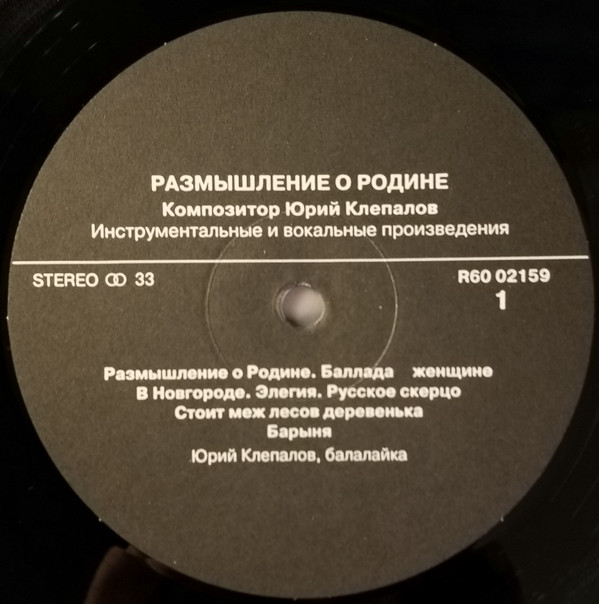 РАЗМЫШЛЕНИЕ О РОДИНЕ
Композитор Юрий Клепалов
Инструментальные и вокальные произведения
STEREO 33
R60 02159
1
Размышление о Родине. Баллада женщине
В Новгороде. Элегия. Русское скерцо
Стоит меж лесов деревенька
Барыня
Юрий Клепалов, балалайка